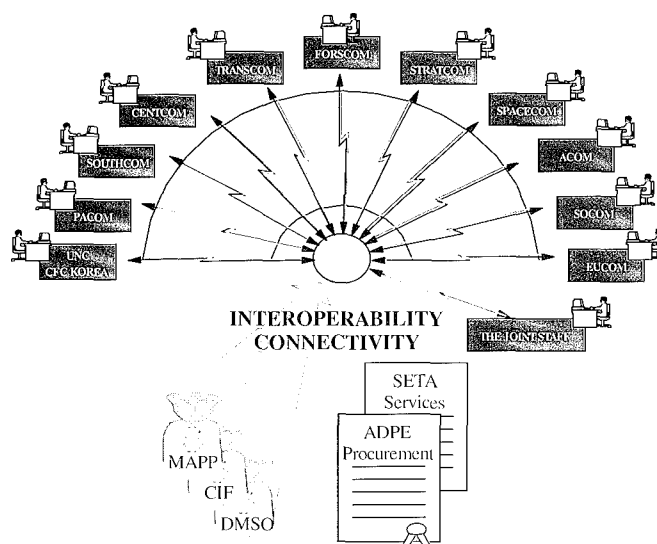 FORSCOM
TRANSCOM
STRATCOM
CENTCOM
SPACECOM
SOUTHCOM
ACOM
PACOM
SOCOM
UNC
CFC KOREA
EUCOM
THE JOINT STAFF
INTEROPERABILITY
CONNECTIVITY
SETA
Services
ADPE
Procurement
MAPP
CIF
DMSO